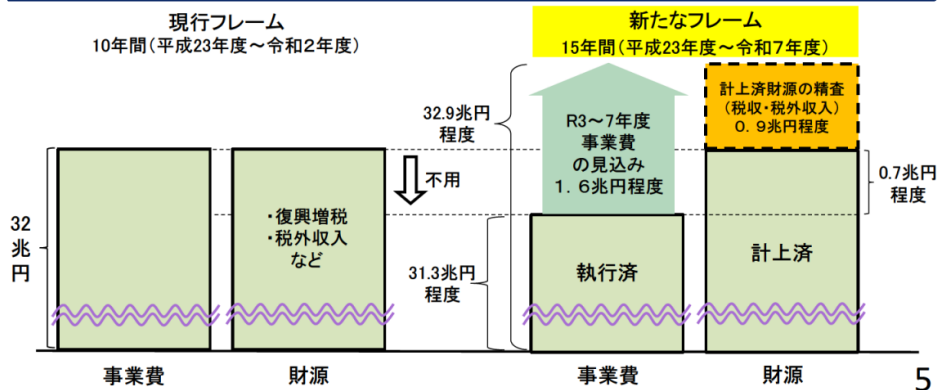 現行フレーム
10年間(平成23年度～令和2年度)
32
兆
円
・復興増税
・税外収入
など
不用
事業費
財源
新たなフレーム
15年間(平成23年度～令和7年度)
32.9兆円
程度
R3～7年度
事業費
の見込み
1.6兆円程度
計上済財源の精査
(税収・税外収入)
0.9兆円程度
0.7兆円
程度
31.3兆円
程度
執行済
計上済
事業費
財源
5